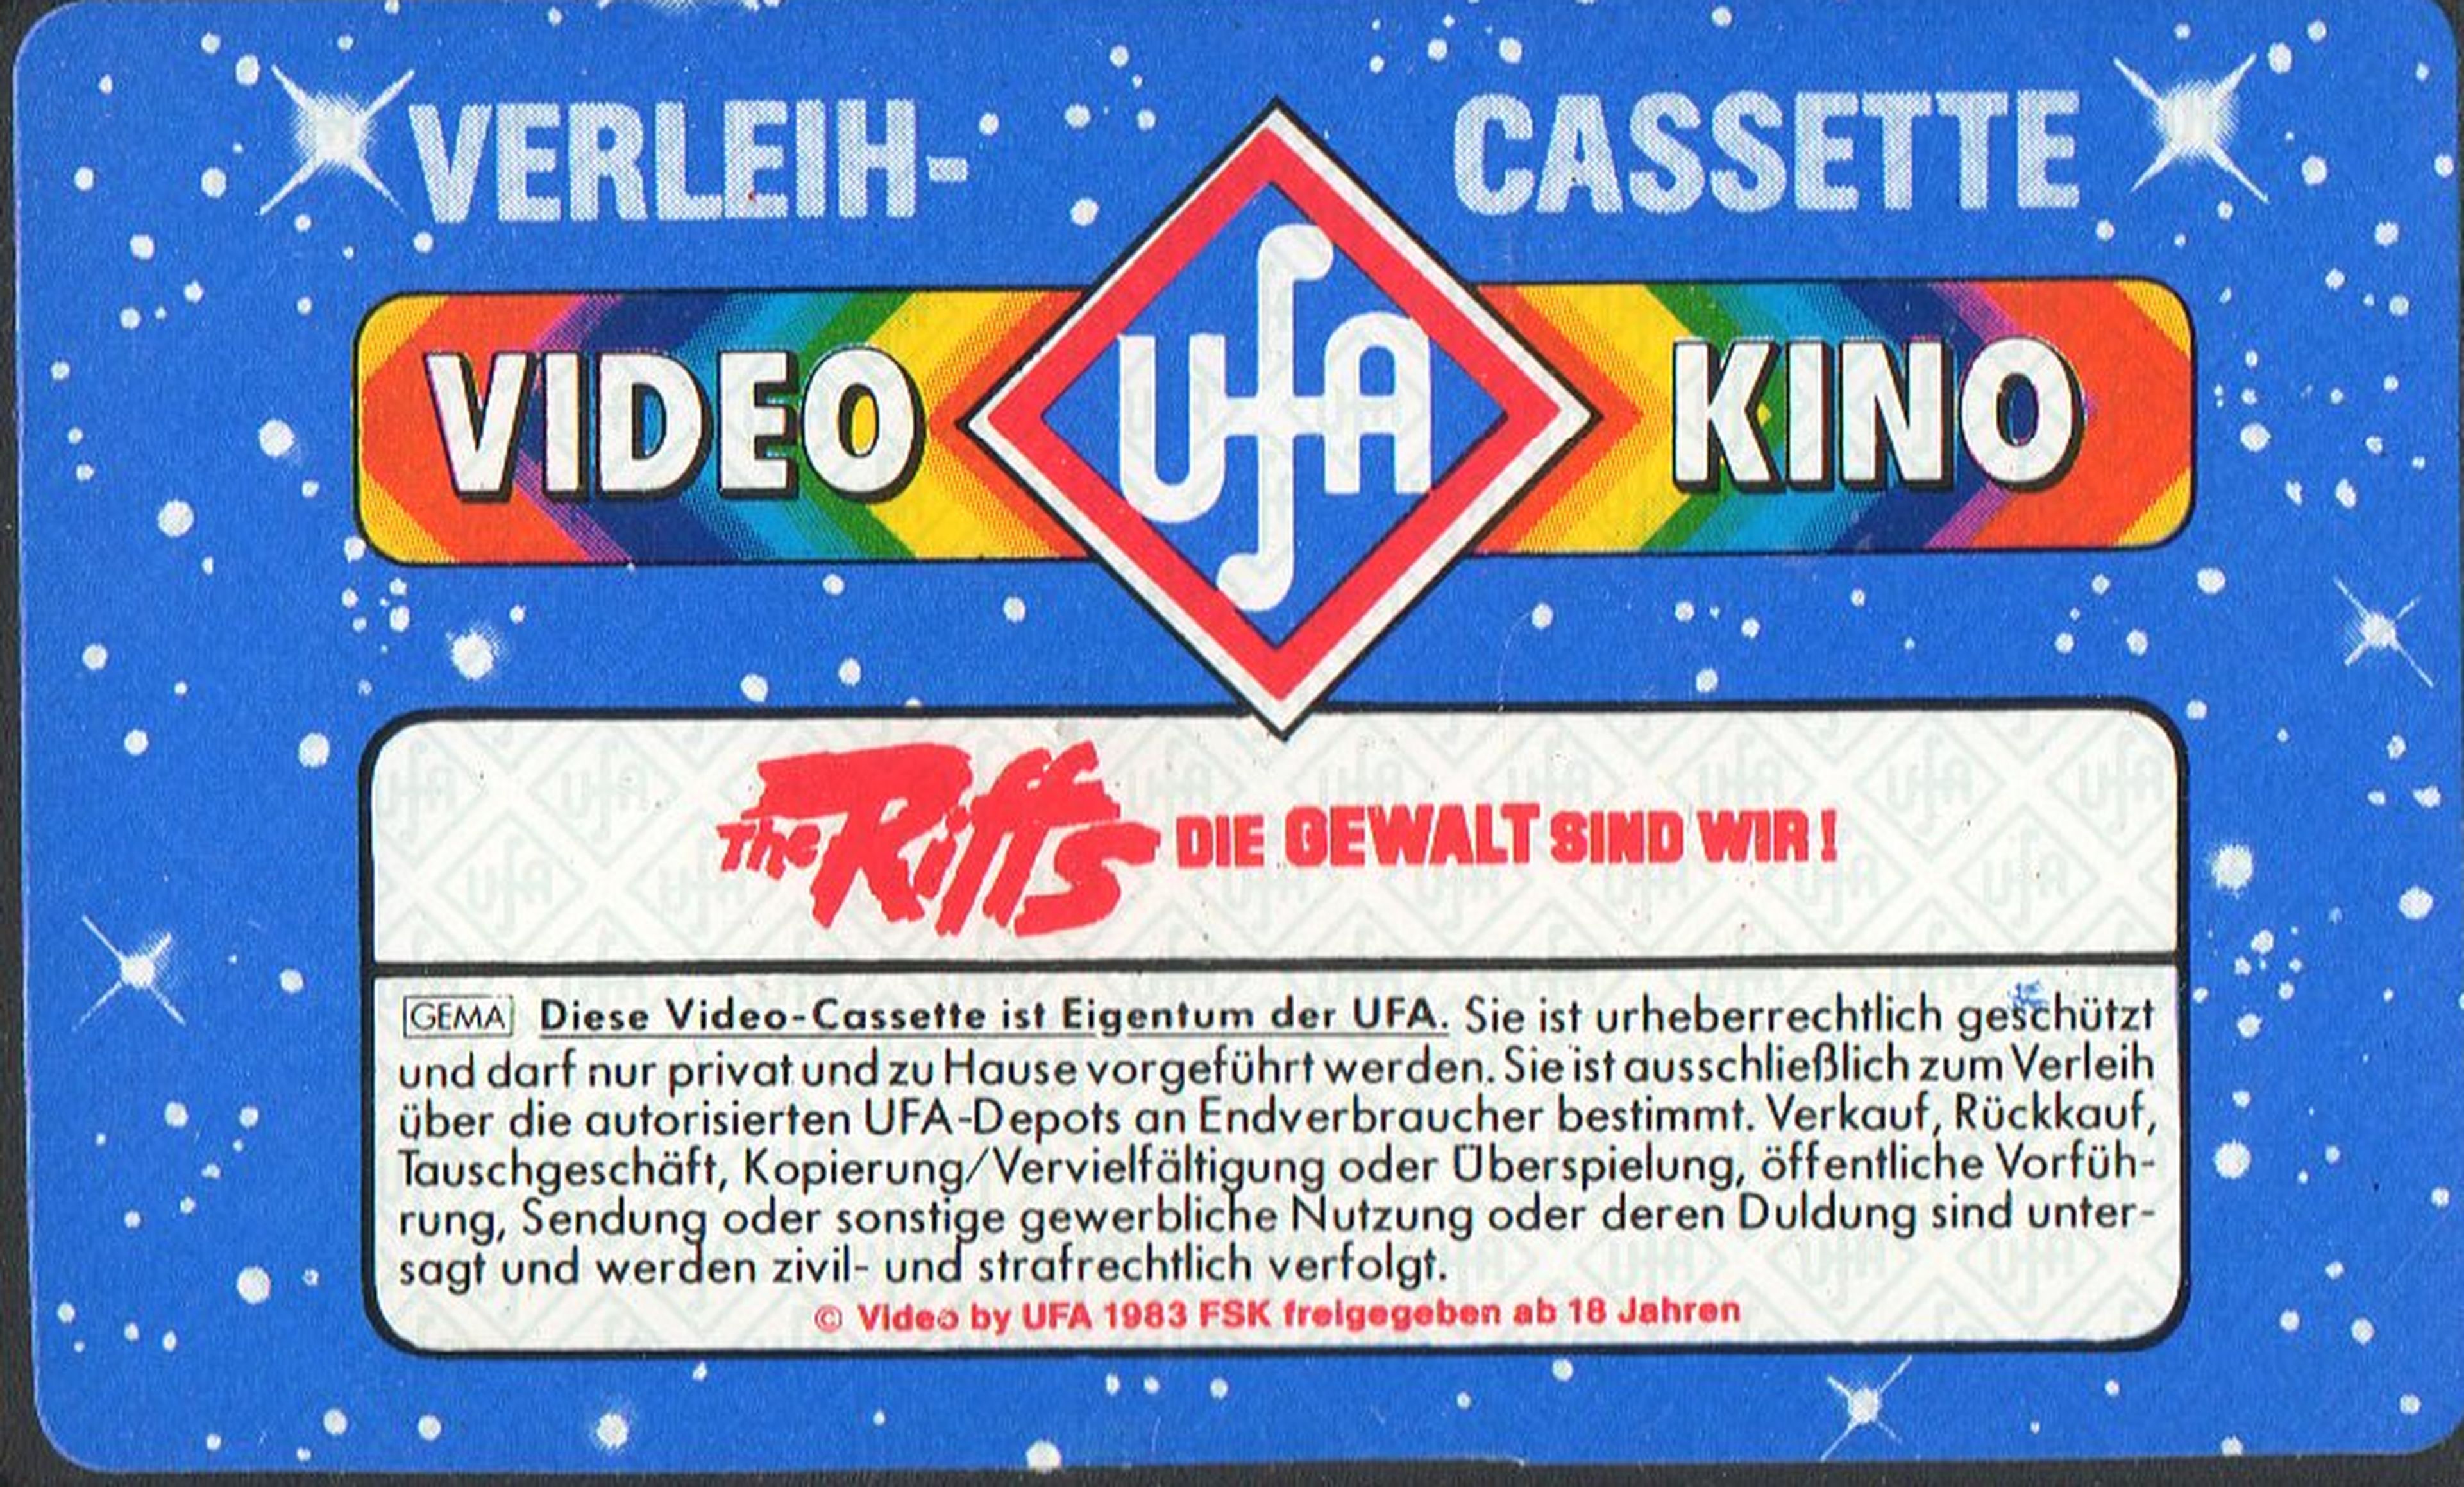 VERLEIH- CASSETTE
VIDEO UfA KINO
The Riffs DIE GEWALT SIND WIR!
GEMA Diese Video-Cassette ist Eigentum der UFA. Sie ist urheberrechtlich geschützt
und darf nur privat und zu Hause vorgeführt werden. Sie ist ausschließlich zum Verleih
über die autorisierten UFA-Depots an Endverbraucher bestimmt. Verkauf, Rückkauf,
Tauschgeschäft, Kopierung/Vervielfältigung oder Überspielung, öffentliche Vorfüh-
rung, Sendung oder sonstige gewerbliche Nutzung oder deren Duldung sind unter-
sagt und werden zivil- und strafrechtlich verfolgt.
© Video by UFA 1983 FSK freigegeben ab 18 Jahren